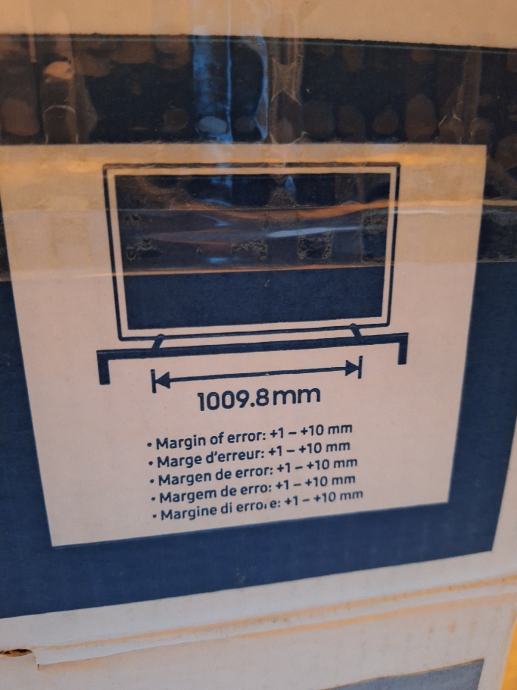 1009.8mm
• Margin of error: +1 – +10 mm
• Marge d'erreur: +1 – +10 mm
• Margen de error: +1 – +10 mm
• Margem de erro: +1 – +10 mm
• Margine di errore: +1 – +10 mm